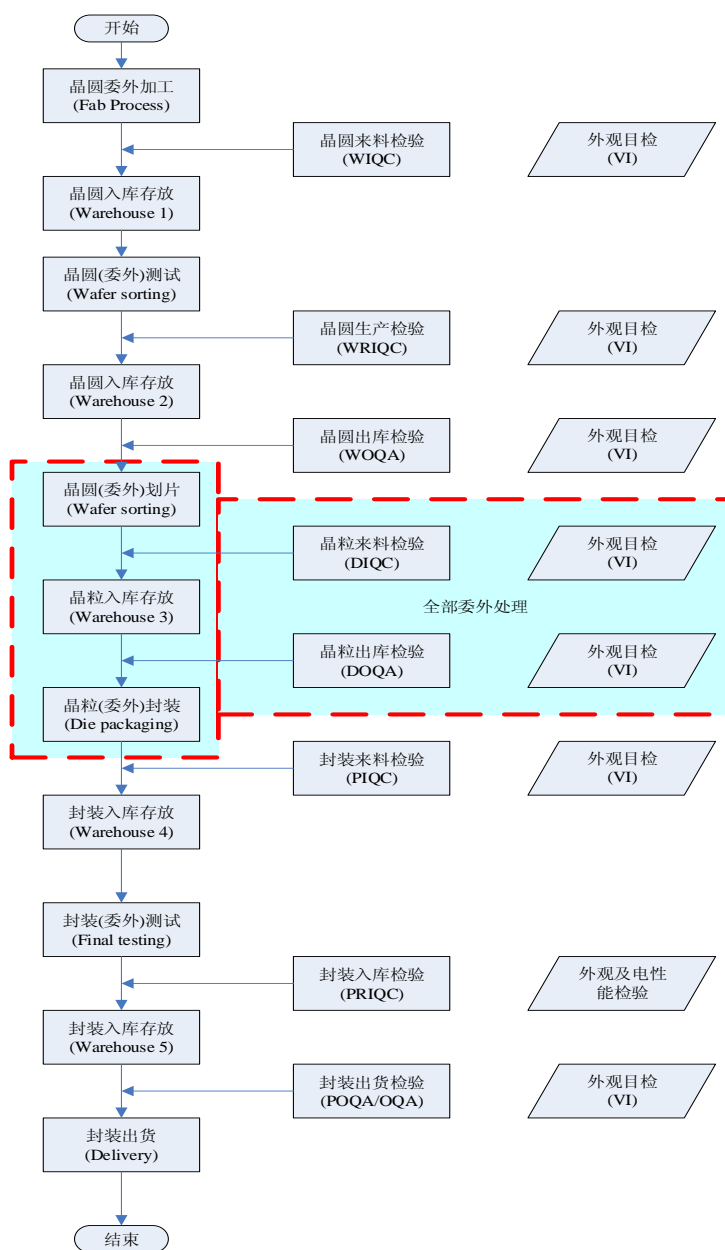 开始
晶圆委外加工
(Fab Process)
晶圆来料检验
(WIQC)
外观目检
(VI)
晶圆入库存放
(Warehouse 1)
晶圆(委外)测试
(Wafer sorting)
晶圆生产检验
(WRIQC)
外观目检
(VI)
晶圆入库存放
(Warehouse 2)
晶圆出库检验
(WOQA)
外观目检
(VI)
晶圆(委外)划片
(Wafer sorting)
晶粒来料检验
(DIQC)
外观目检
(VI)
晶粒入库存放
(Warehouse 3)
全部委外处理
晶粒出库检验
(DOQA)
外观目检
(VI)
晶粒(委外)封装
(Die packaging)
封装来料检验
(PIQC)
外观目检
(VI)
封装入库存放
(Warehouse 4)
封装(委外)测试
(Final testing)
封装入库检验
(PRIQC)
外观及电性
能检验
封装入库存放
(Warehouse 5)
封装出货检验
(POQA/OQA)
外观目检
(VI)
封装出货
(Delivery)
结束